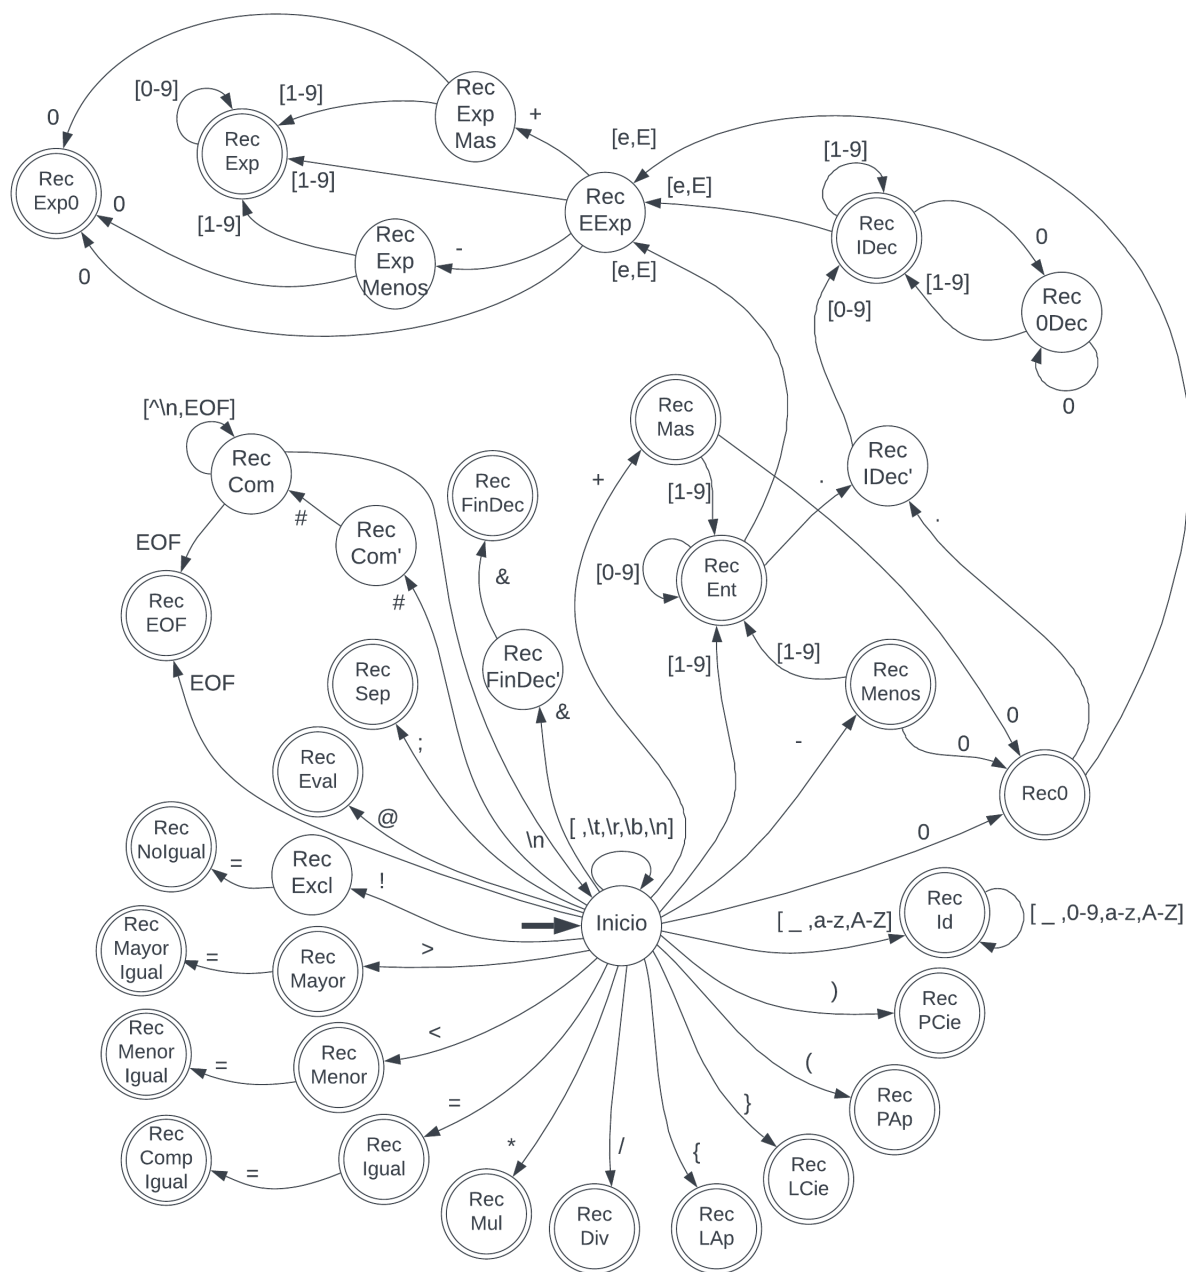 Rec
Exp
Mas
[0-9]
[1-9]
0
+
Rec
Exp
[e,E]
[1-9]
Rec
Exp0
[1-9]
[e,E]
Rec
EExp
0
[1-9]
Rec
IDec
0
Rec
Exp
Menos
-
0
[e,E]
[1-9]
Rec
0Dec
[0-9]
0
[^\n,EOF]
Rec
Mas
Rec
Com
Rec
IDec'
+
.
Rec
FinDec
[1-9]
#
.
Rec
Com'
EOF
&
[0-9]
Rec
Ent
Rec
EOF
#
Rec
FinDec'
[1-9]
[1-9]
EOF
Rec
Sep
Rec
Menos
&
0
;
-
0
Rec
Eval
Rec0
@
[ ,\t,\r,\b,\n]
0
\n
Rec
NoIgual
=
Rec
Excl
!
Inicio
[ _ ,a-z,A-Z]
Rec
Id
[ _ ,0-9,a-z,A-Z]
Rec
Mayor
Igual
=
Rec
Mayor
>
)
Rec
PCie
Rec
Menor
Igual
=
Rec
Menor
<
(
Rec
PAp
=
}
Rec
Comp
Igual
=
Rec
Igual
*
/
{
Rec
LCie
Rec
Mul
Rec
Div
Rec
LAp